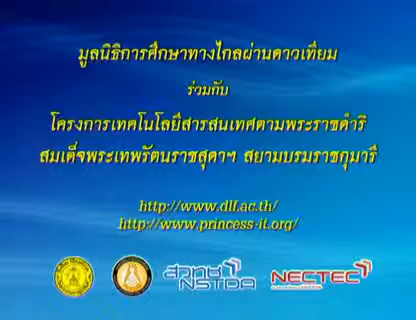 มูลนิธิการศึกษาทางไกลผ่านดาวเทียม
ร่วมกับ
โครงการเทคโนโลยีสารสนเทศตามพระราชดำริ
สมเด็จพระเทพรัตนราชสุดาฯ สยามบรมราชกุมารี
http://www.dlf.ac.th/
http://www.princess-it.org/
สวทช NECTEC
NSTDA